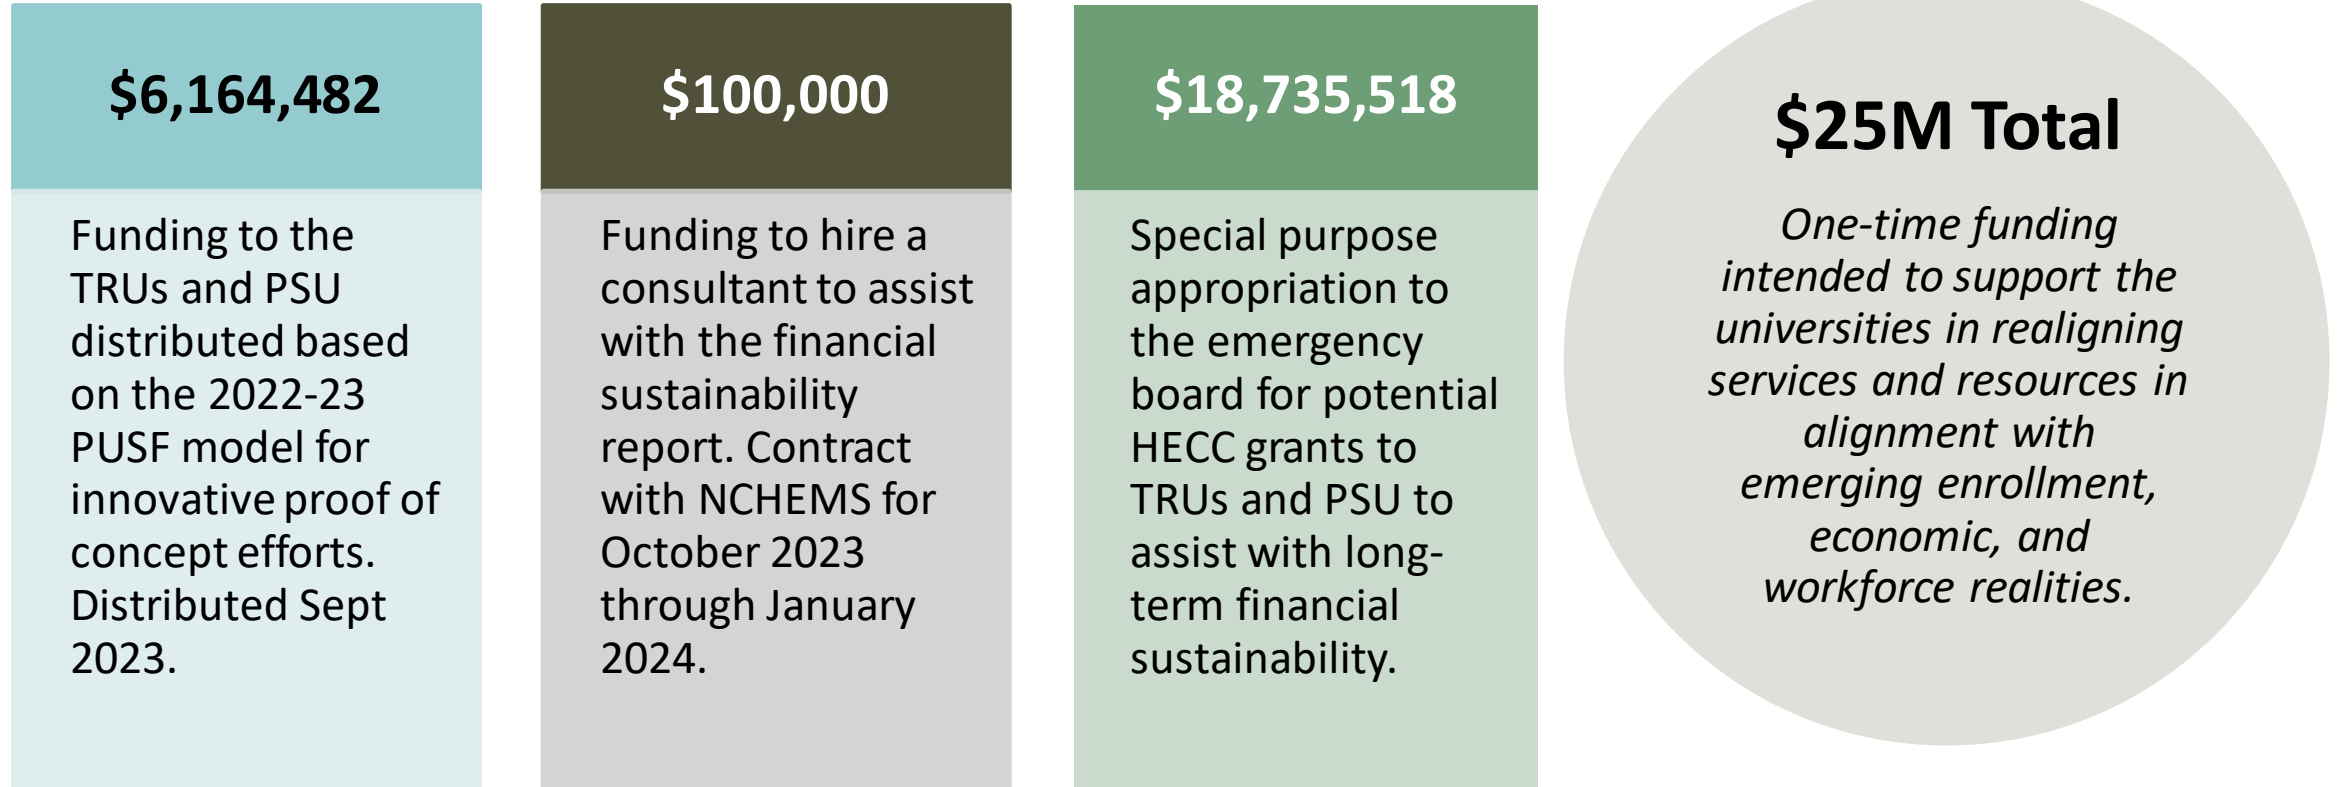 $6,164,482
Funding to the
TRUs and PSU
distributed based
on the 2022-23
PUSF model for
innovative proof of
concept efforts.
Distributed Sept
2023.
$100,000
Funding to hire a
consultant to assist
with the financial
sustainability
report. Contract
with NCHEMS for
October 2023
through January
2024.
$18,735,518
Special purpose
appropriation to
the emergency
board for potential
HECC grants to
TRUs and PSU to
assist with long-
term financial
sustainability.
$25M Total
One-time funding
intended to support the
universities in realigning
services and resources in
alignment with
emerging enrollment,
economic, and
workforce realities.